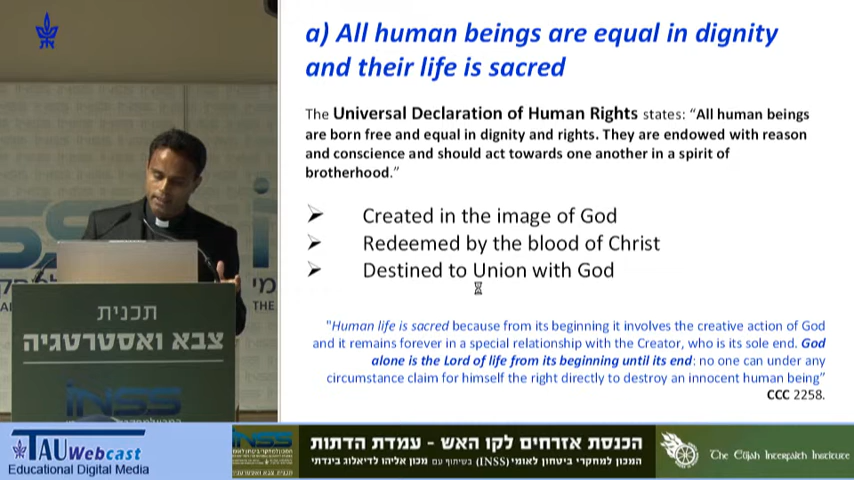 a) All human beings are equal in dignity
and their life is sacred
The Universal Declaration of Human Rights states: “All human beings
are born free and equal in dignity and rights. They are endowed with reason
and conscience and should act towards one another in a spirit of
brotherhood.”
Created in the image of God
Redeemed by the blood of Christ
Destined to Union with God
"Human life is sacred because from its beginning it involves the creative action of God
and it remains forever in a special relationship with the Creator, who is its sole end. God
alone is the Lord of life from its beginning until its end: no one can under any
circumstance claim for himself the right directly to destroy an innocent human being”
CCC 2258.
תכנית
צבא ואסטרטגיה
INSS
THE
TAU Webcast
Educational Digital Media
INSS
תכנית צבא ואסטרטגיה
הכנסת אזרחים לקו האש - עמדת הדתות
המכון למחקרי ביטחון לאומי (INSS) בשיתוף עם מכון אליהו לדיאלוג בינדתי
The Elijah Interfaith Institute